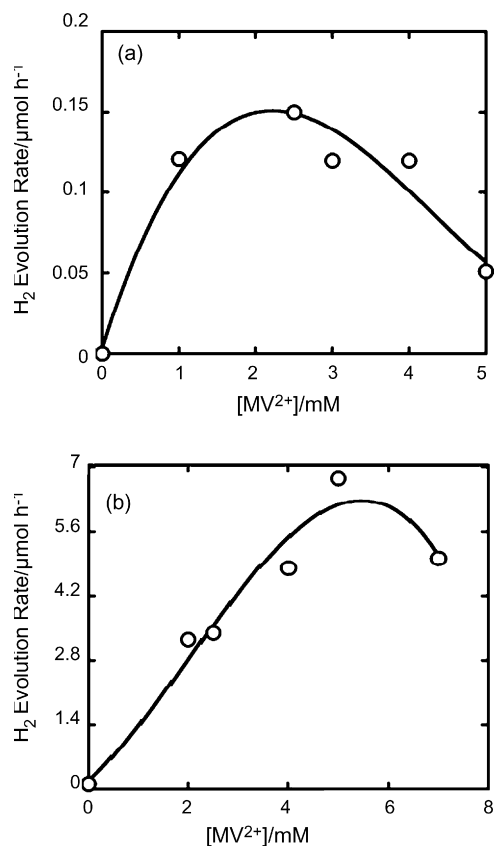 (a)
H₂ Evolution Rate/µmol h⁻¹
0.2
0.15
0.1
0.05
0
0 1 2 3 4 5
[MV²⁺]/mM
(b)
H₂ Evolution Rate/µmol h⁻¹
7
5.6
4.2
2.8
1.4
0
0 2 4 6 8
[MV²⁺]/mM